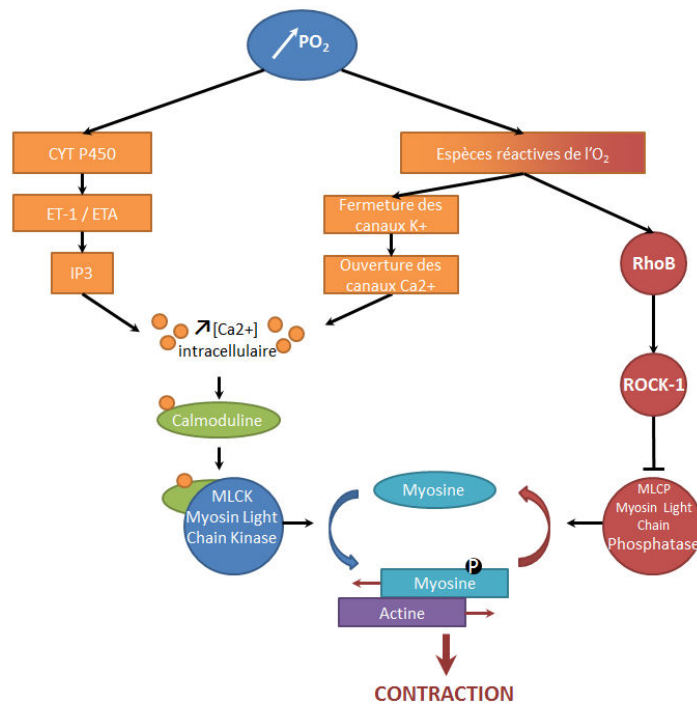 PO₂
CYT P450
Espèces réactives de l'O₂
ET-1 / ETA
Fermeture des
canaux K+
IP3
Ouverture des
canaux Ca2+
RhoB
[Ca2+]
intracellulaire
ROCK-1
Calmoduline
MLCK
Myosin Light
Chain Kinase
Myosine
MLCP
Myosin Light
Chain
Phosphatase
P
Myosine
Actine
CONTRACTION